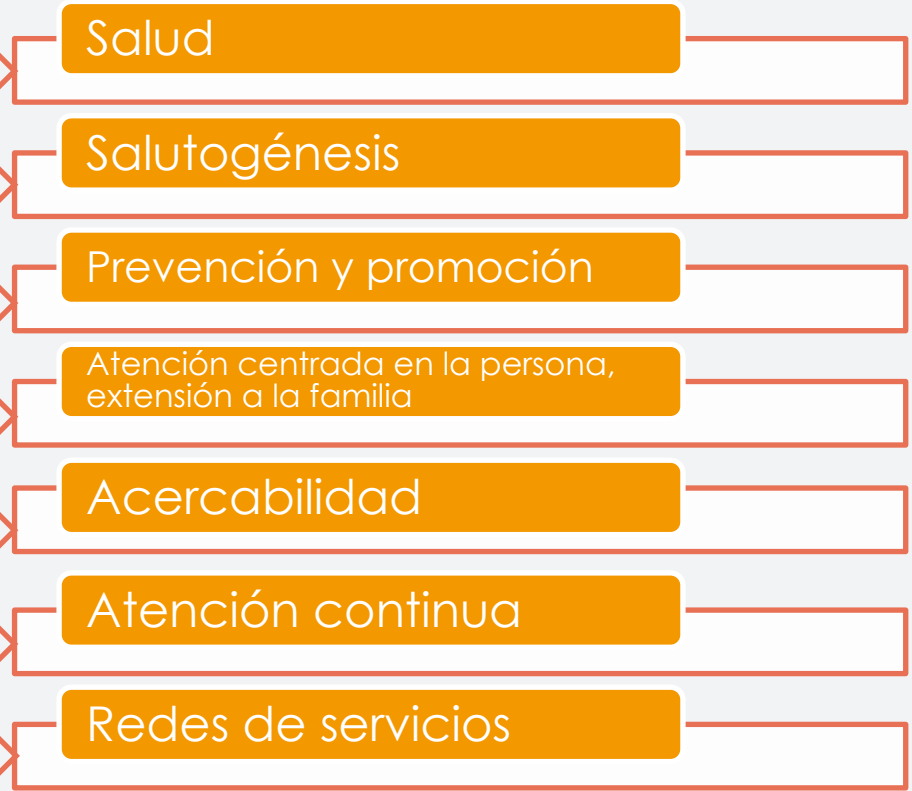 Salud
Salutogénesis
Prevención y promoción
Atención centrada en la persona,
extensión a la familia
Acercabilidad
Atención continua
Redes de servicios